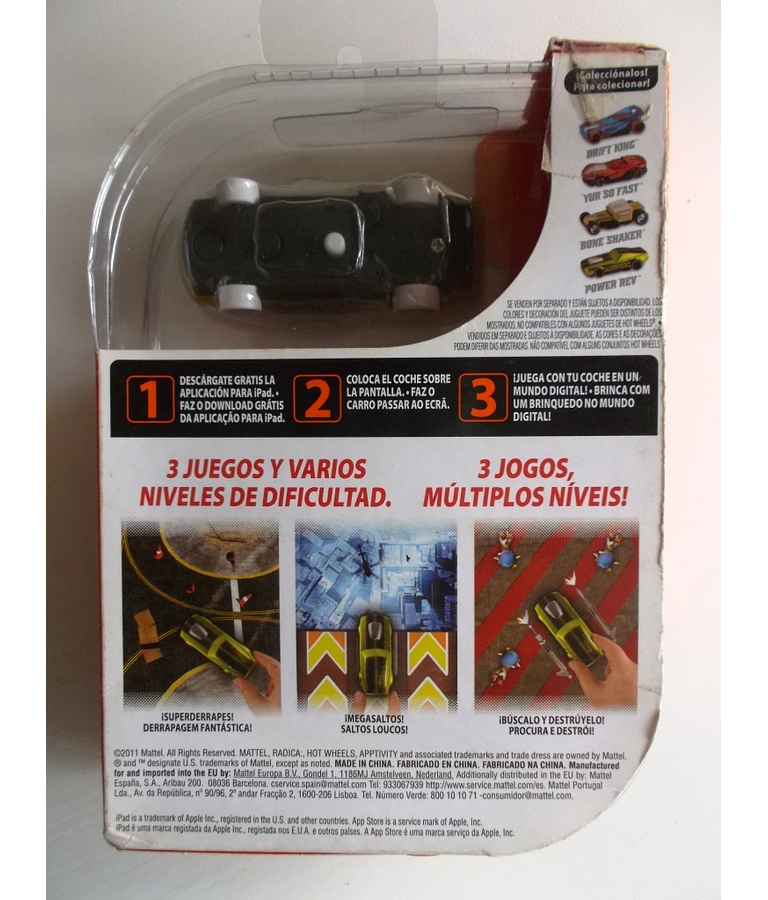 ¡Coleccciónalos!
Para colecionar!
DRIFT KING™
YUR SO FAST™
BONE SHAKER™
POWER REV™
SE VENDEN POR SEPARADO Y ESTÁN SUJETOS A DISPONIBILIDAD. LOS
COLORES Y DECORACIÓN DEL JUGUETE PUEDEN SER DISTINTOS DE LOS
MOSTRADOS. NO COMPATIBLES CON ALGUNOS JUGUETES DE HOT WHEELS®.
VENDIDOS EM SEPARADO E SUJEITOS À DISPONIBILIDADE. AS CORES E AS DECORAÇÕES
PODEM DIFERIR DAS MOSTRADAS. NÃO COMPATÍVEL COM ALGUNS CONJUNTOS HOT WHEELS
1 DESCÁRGATE GRATIS LA
APLICACIÓN PARA iPad. •
FAZ O DOWNLOAD GRÁTIS
DA APLICAÇÃO PARA iPad.
2 COLOCA EL COCHE SOBRE
LA PANTALLA. • FAZ O
CARRO PASSAR AO ECRÃ.
3 ¡JUEGA CON TU COCHE EN UN
MUNDO DIGITAL! • BRINCA COM
UM BRINQUEDO NO MUNDO
DIGITAL!
3 JUEGOS Y VARIOS
NIVELES DE DIFICULTAD.
3 JOGOS,
MÚLTIPLOS NÍVEIS!
¡SUPERDERRAPES!
DERRAPAGEM FANTÁSTICA!
¡MEGASALTOS!
SALTOS LOUCOS!
¡BÚSCALO Y DESTRÚYELO!
PROCURA E DESTRÓI!
©2011 Mattel. All Rights Reserved. MATTEL, RADICA:, HOT WHEELS, APPTIVITY and associated trademarks and trade dress are owned by Mattel.
® and ™ designate U.S. trademarks of Mattel, except as noted. MADE IN CHINA. FABRICADO EN CHINA. FABRICADO NA CHINA. Manufactured
for and imported into the EU by: Mattel Europa B.V., Gondel 1, 1186MJ Amstelveen, Nederland. Additionally distributed in the EU by: Mattel
España, S.A., Aribau 200. 08036 Barcelona. cservice.spain@mattel.com Tel: 933067939 http://www.service.mattel.com/es. Mattel Portugal
Lda., Av. da República, nº 90/96, 2º andar Fracção 2, 1600-206 Lisboa. Tel. Número Verde: 800 10 10 71 -consumidor@mattel.com.
iPad is a trademark of Apple Inc., registered in the U.S. and other countries. App Store is a service mark of Apple, Inc.
iPad é uma marca registada da Apple Inc., registada nos E.U.A. e outros países. A App Store é uma marca serviço da Apple, Inc.